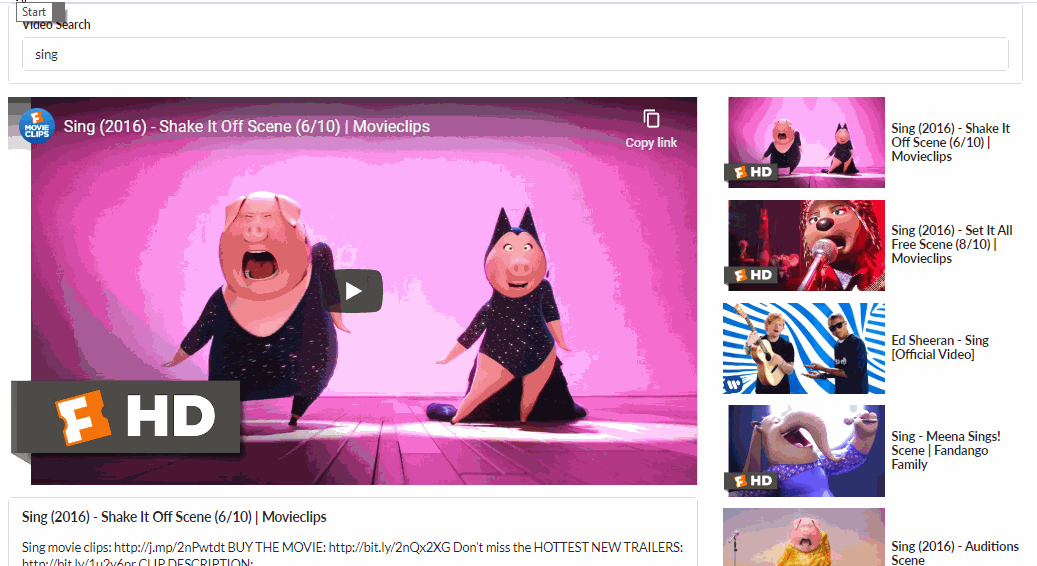 Start
Video Search
sing
MOVIE
CLIPS
Sing (2016) - Shake It Off Scene (6/10) | Movieclips
Copy link
HD
Sing (2016) - Shake It Off Scene (6/10) | Movieclips
Sing movie clips: http://j.mp/2nPwtdt BUY THE MOVIE: http://bit.ly/2nQx2XG Don't miss the HOTTEST NEW TRAILERS:
http://bit.ly/1u2y6pr CLIP DESCRIPTION:
HD
Sing (2016) - Shake It
Off Scene (6/10) |
Movieclips
HD
Sing (2016) - Set It All
Free Scene (8/10) |
Movieclips
Ed Sheeran - Sing
[Official Video]
HD
Sing - Meena Sings!
Scene | Fandango
Family
Sing (2016) - Auditions
Scene